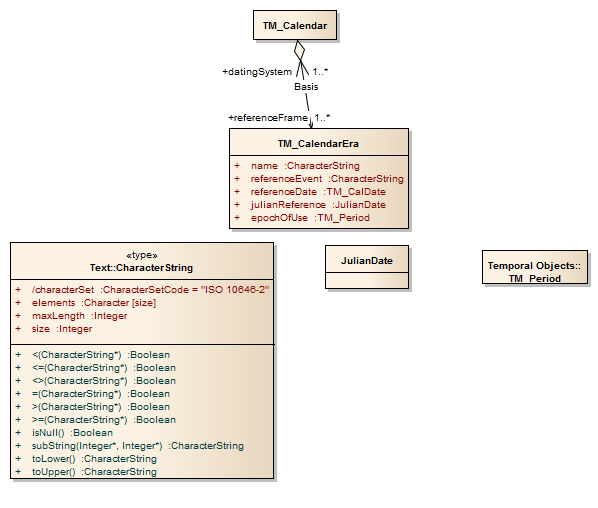 TM_Calendar
+datingSystem 1..*
Basis
+referenceFrame 1..*
TM_CalendarEra
+ name :CharacterString
+ referenceEvent :CharacterString
+ referenceDate :TM_CalDate
+ julianReference :JulianDate
+ epochOfUse :TM_Period
«type»
Text::CharacterString
+ /characterSet :CharacterSetCode = "ISO 10646-2"
+ elements :Character [size]
+ maxLength :Integer
+ size :Integer
+ <(CharacterString*) :Boolean
+ <=(CharacterString*) :Boolean
+ <>(CharacterString*) :Boolean
+ =(CharacterString*) :Boolean
+ >(CharacterString*) :Boolean
+ >=(CharacterString*) :Boolean
+ isNull() :Boolean
+ subString(Integer*, Integer*) :CharacterString
+ toLower() :CharacterString
+ toUpper() :CharacterString
JulianDate
Temporal Objects::
TM_Period